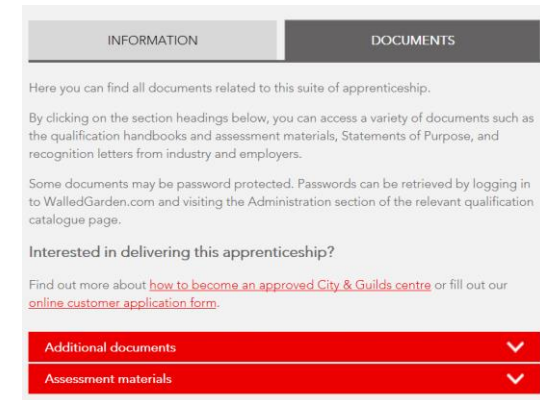 INFORMATION
DOCUMENTS
Here you can find all documents related to this suite of apprenticeship.
By clicking on the section headings below, you can access a variety of documents such as
the qualification handbooks and assessment materials, Statements of Purpose, and
recognition letters from industry and employers.
Some documents may be password protected. Passwords can be retrieved by logging in
to WalledGarden.com and visiting the Administration section of the relevant qualification
catalogue page.
Interested in delivering this apprenticeship?
Find out more about how to become an approved City & Guilds centre or fill out our
online customer application form.
Additional documents
Assessment materials